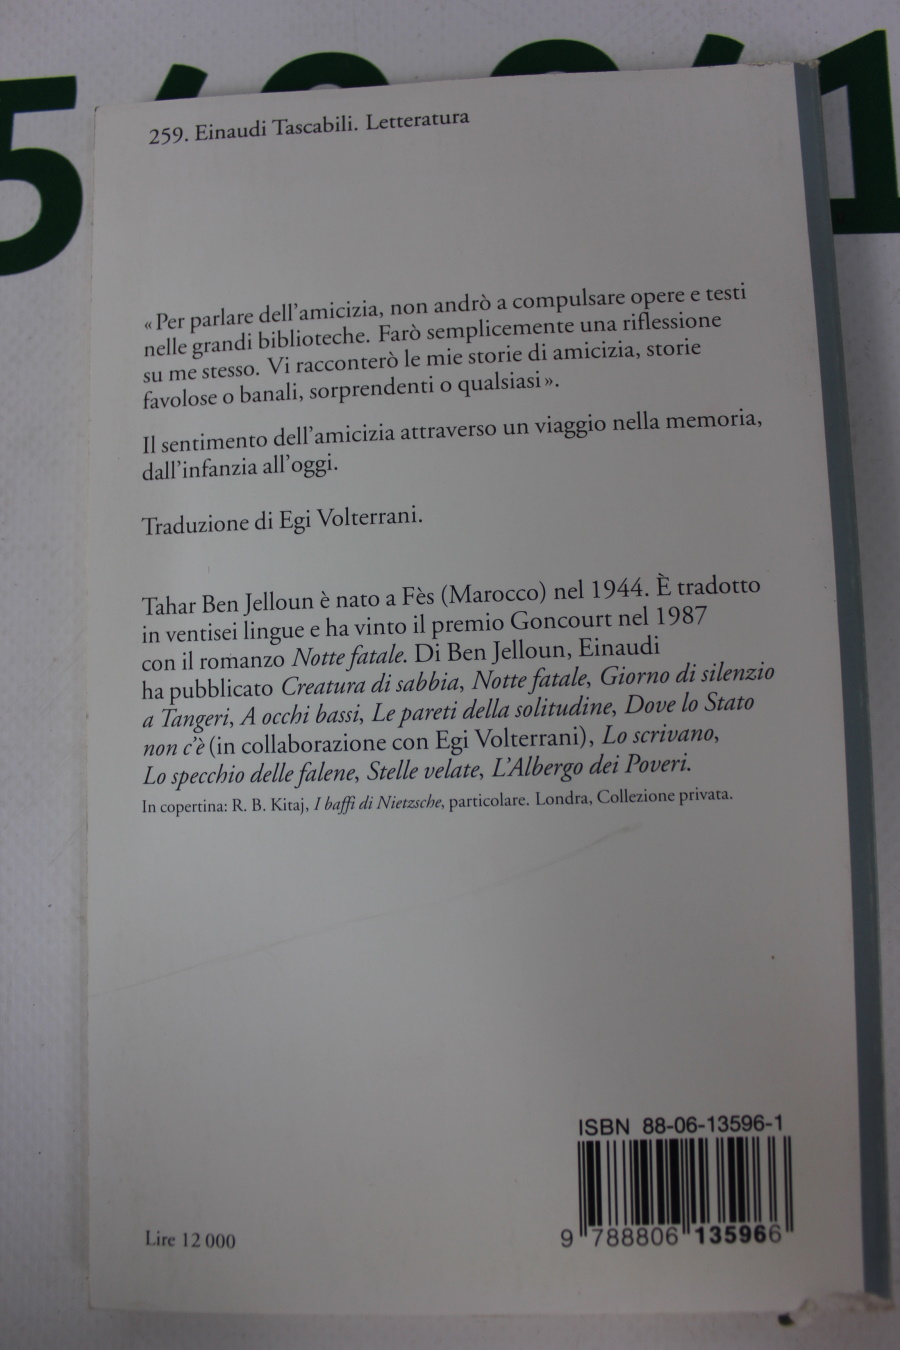 259. Einaudi Tascabili. Letteratura
«Per parlare dell'amicizia, non andrò a compulsare opere e testi
nelle grandi biblioteche. Farò semplicemente una riflessione
su me stesso. Vi racconterò le mie storie di amicizia, storie
favolose o banali, sorprendenti o qualsiasi».
Il sentimento dell'amicizia attraverso un viaggio nella memoria,
dall'infanzia all'oggi.
Traduzione di Egi Volterrani.
Tahar Ben Jelloun è nato a Fès (Marocco) nel 1944. È tradotto
in ventisei lingue e ha vinto il premio Goncourt nel 1987
con il romanzo Notte fatale. Di Ben Jelloun, Einaudi
ha pubblicato Creatura di sabbia, Notte fatale, Giorno di silenzio
a Tangeri, A occhi bassi, Le pareti della solitudine, Dove lo Stato
non c'è (in collaborazione con Egi Volterrani), Lo scrivano,
Lo specchio delle falene, Stelle velate, L'Albergo dei Poveri.
In copertina: R. B. Kitaj, I baffi di Nietzsche, particolare. Londra, Collezione privata.
ISBN 88-06-13596-1
9 788806 135966
Lire 12 000